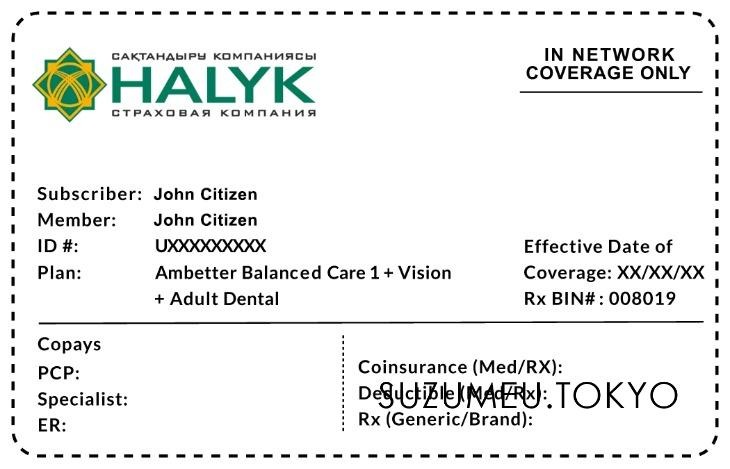 САҚТАНДЫРУ КОМПАНИЯСЫ
HALYK
СТРАХОВАЯ КОМПАНИЯ
IN NETWORK
COVERAGE ONLY
Subscriber: John Citizen
Member: John Citizen
ID #: UXXXXXXXXX
Plan: Ambetter Balanced Care 1 + Vision
+ Adult Dental
Effective Date of
Coverage: XX/XX/XX
Rx BIN# : 008019
Copays
PCP:
Specialist:
ER:
Coinsurance (Med/RX):
Deductible (Med/Rx):
SUZUMEU.TOKYO
Rx (Generic/Brand):